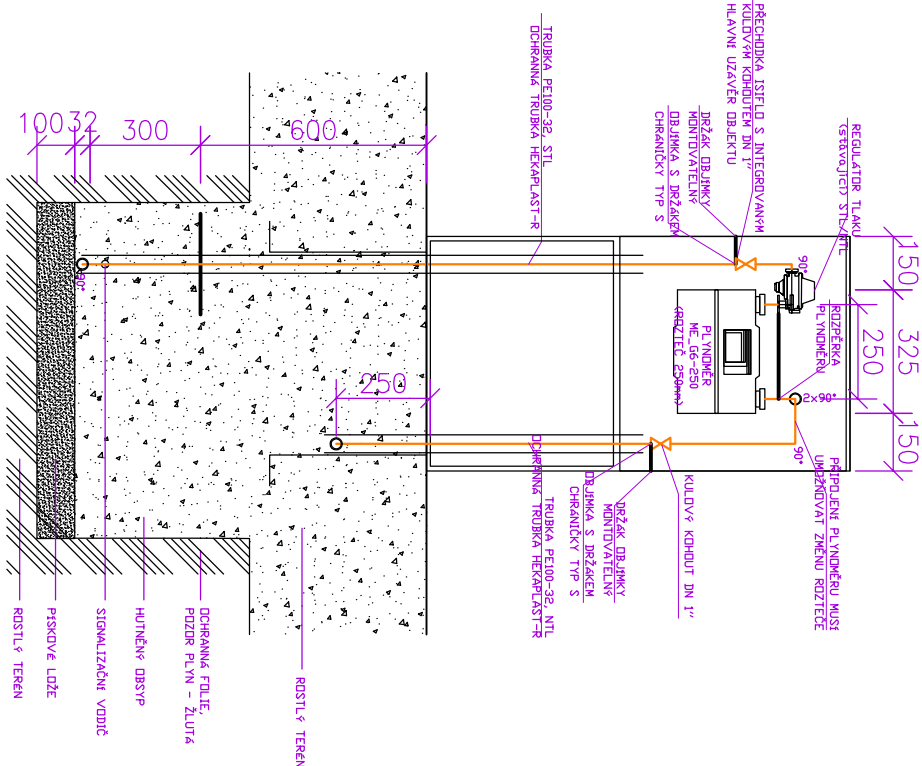 PŘECHODKA ISIFLO S INTEGROVANÝM
KULOVÝM KOHOUTEM DN 1"
HLAVNÍ UZÁVĚR OBJEKTU
DRŽÁK OBJÍMKY
MONTOVATELNÝ
OBJÍMKA S DRŽÁKEM
CHRÁNIČKY TYP S
TRUBKA PE100-32, STL
OCHRANNÁ TRUBKA HEKAPLAST-R
REGULÁTOR TLAKU
(stávající) STL/NTL
150
325
250
150
90°
ROZPĚRKA
PLYNOMĚRU
2x90°
90°
PLYNOMĚR
ME_G6-250
(ROZTEČ 250mm)
PŘIPOJENÍ PLYNOMĚRU MUSÍ
UMOŽŇOVAT ZMĚNU ROZTEČE
KULOVÝ KOHOUT DN 1"
DRŽÁK OBJÍMKY
MONTOVATELNÝ
OBJÍMKA S DRŽÁKEM
CHRÁNIČKY TYP S
TRUBKA PE100-32, NTL
OCHRANNÁ TRUBKA HEKAPLAST-R
100
32
300
600
250
90°
ROSTLÝ TERÉN
OCHRANNÁ FOLIE,
POZOR PLYN - ŽLUTÁ
HUTNĚNÝ OBSYP
SIGNALIZAČNÍ VODIČ
PÍSKOVÉ LOŽE
ROSTLÝ TERÉN